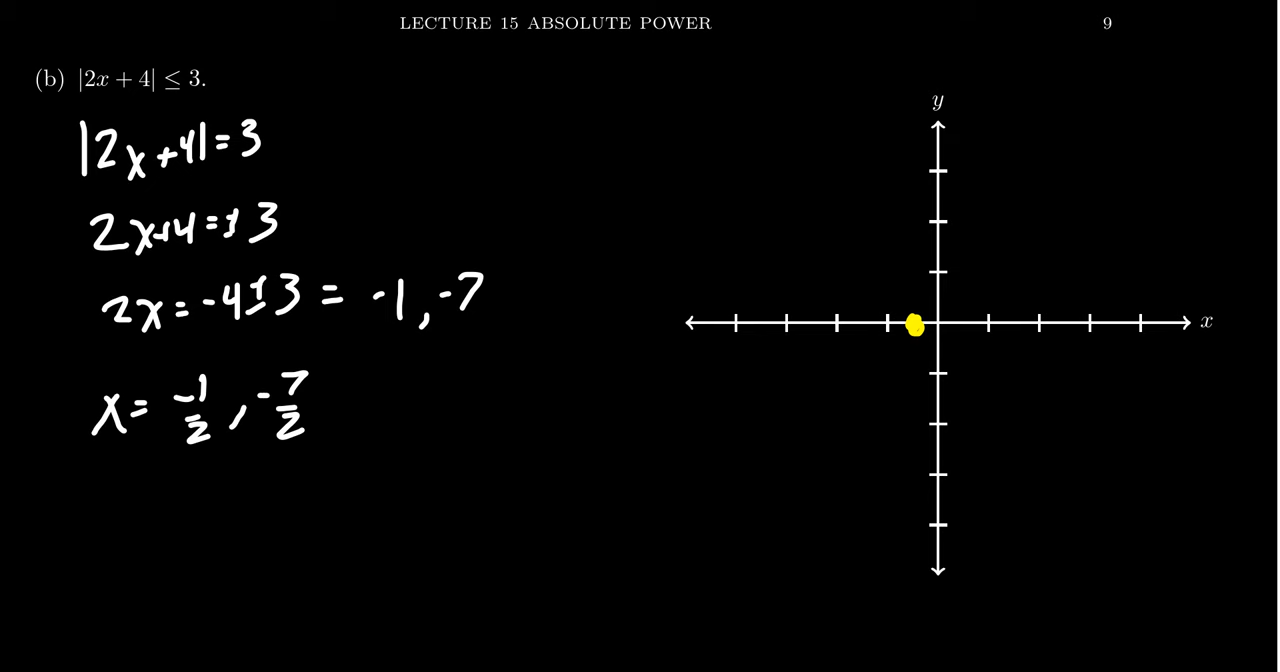 LECTURE 15 ABSOLUTE POWER 9
(b) |2x + 4| ≤ 3.
|2x+4|=3
2x+4=±3
2x=-4±3 = -1, -7
x= -1/2, -7/2
y
x